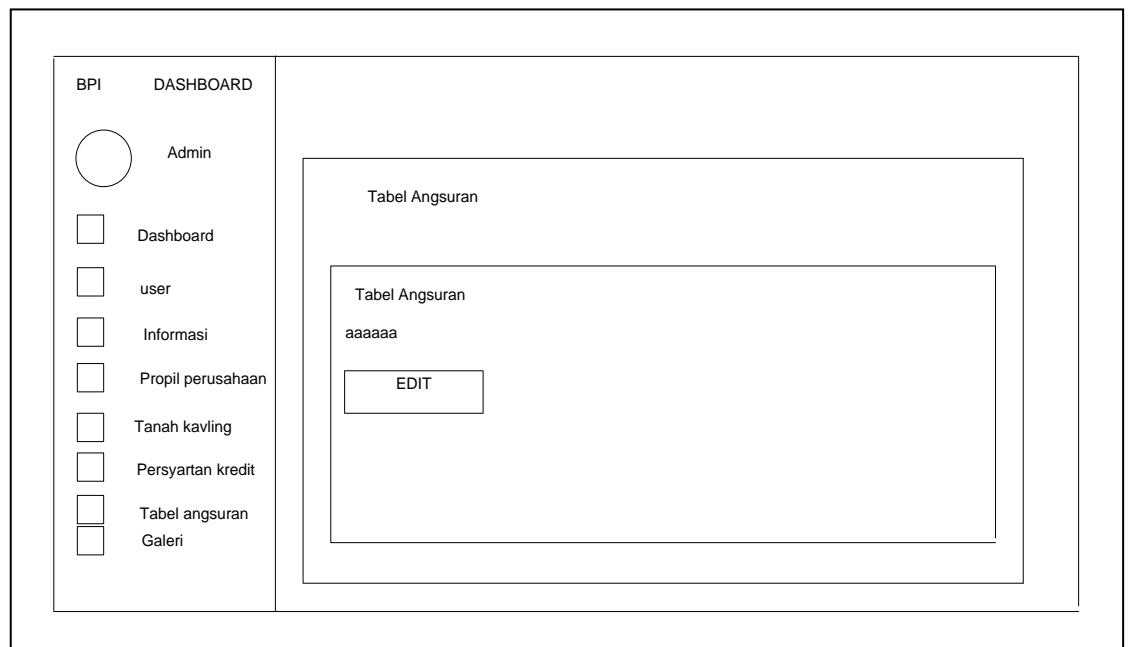 BPI DASHBOARD
Admin
Dashboard
user
Informasi
Propil perusahaan
Tanah kavling
Persyartan kredit
Tabel angsuran
Galeri
Tabel Angsuran
Tabel Angsuran
aaaaaa
EDIT